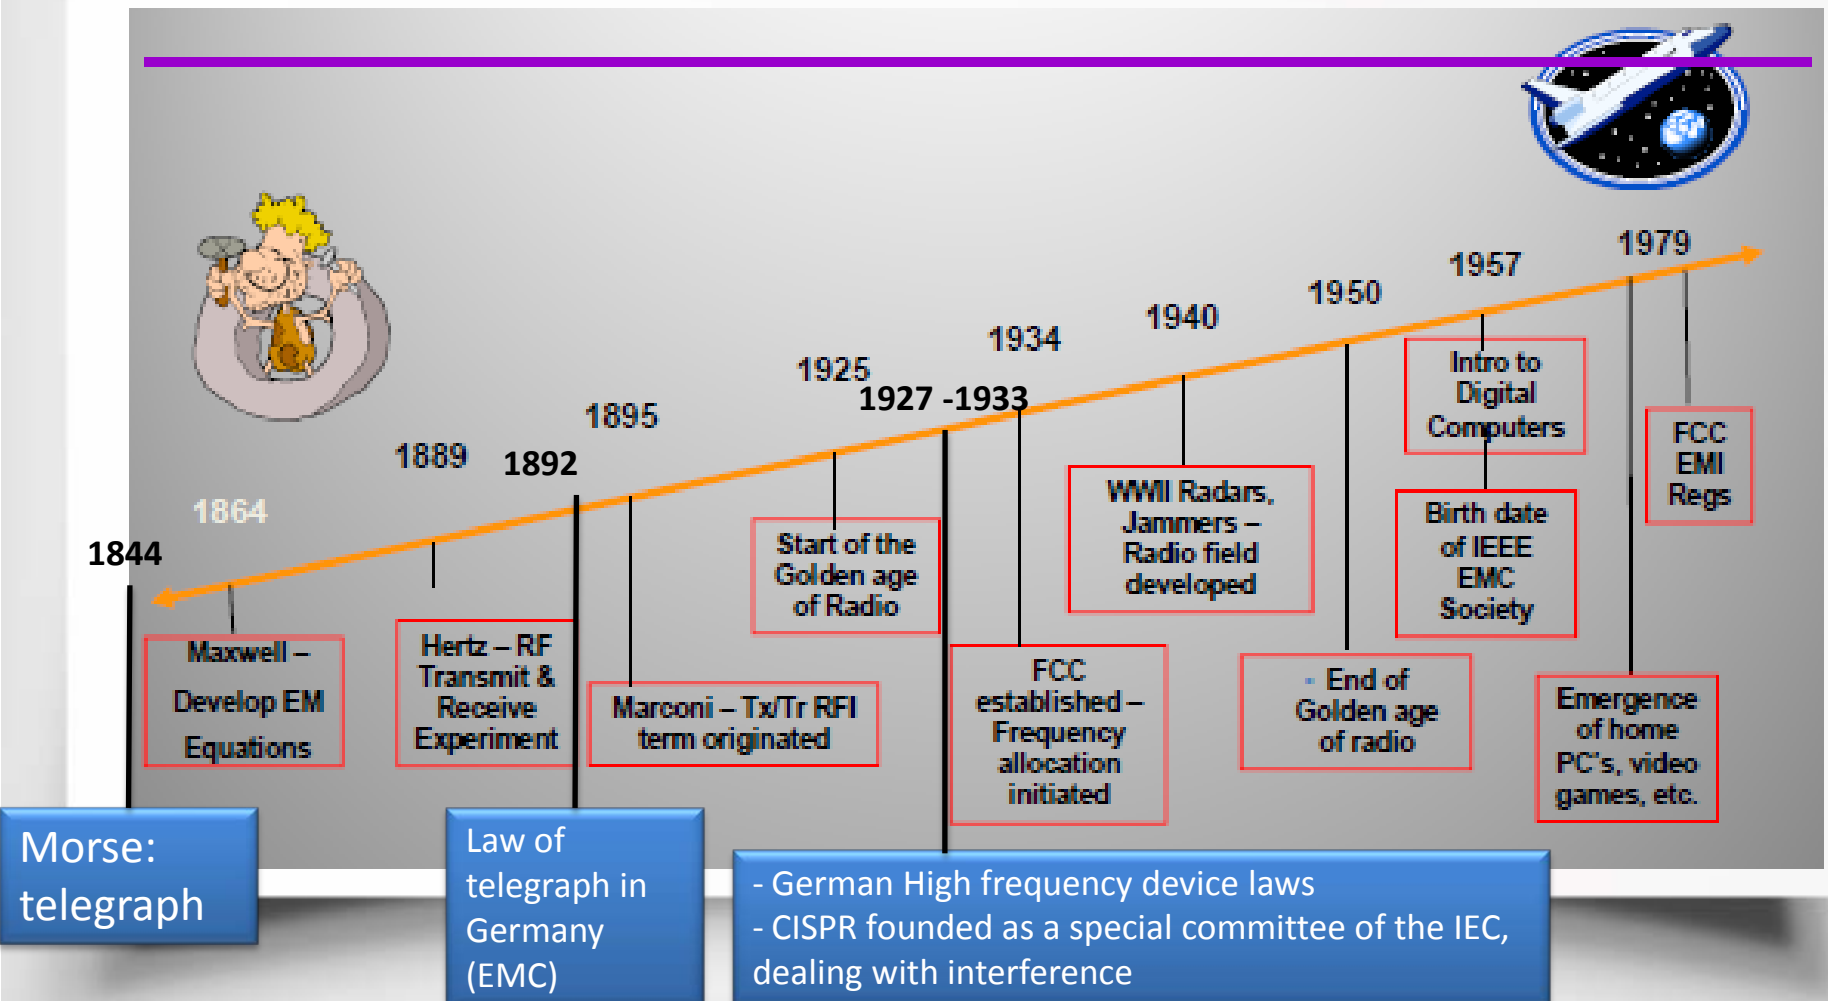 1844
1864
1889
1892
1895
1925
1927 -1933
1934
1940
1950
1957
1979
Maxwell –
Develop EM
Equations
Hertz – RF
Transmit &
Receive
Experiment
Marconi – Tx/Tr RFI
term originated
Start of the
Golden age
of Radio
FCC
established –
Frequency
allocation
initiated
WWII Radars,
Jammers –
Radio field
developed
- End of
Golden age
of radio
Intro to
Digital
Computers
Birth date
of IEEE
EMC
Society
Emergence
of home
PC's, video
games, etc.
FCC
EMI
Regs
Morse:
telegraph
Law of
telegraph in
Germany
(EMC)
- German High frequency device laws
- CISPR founded as a special committee of the IEC,
dealing with interference